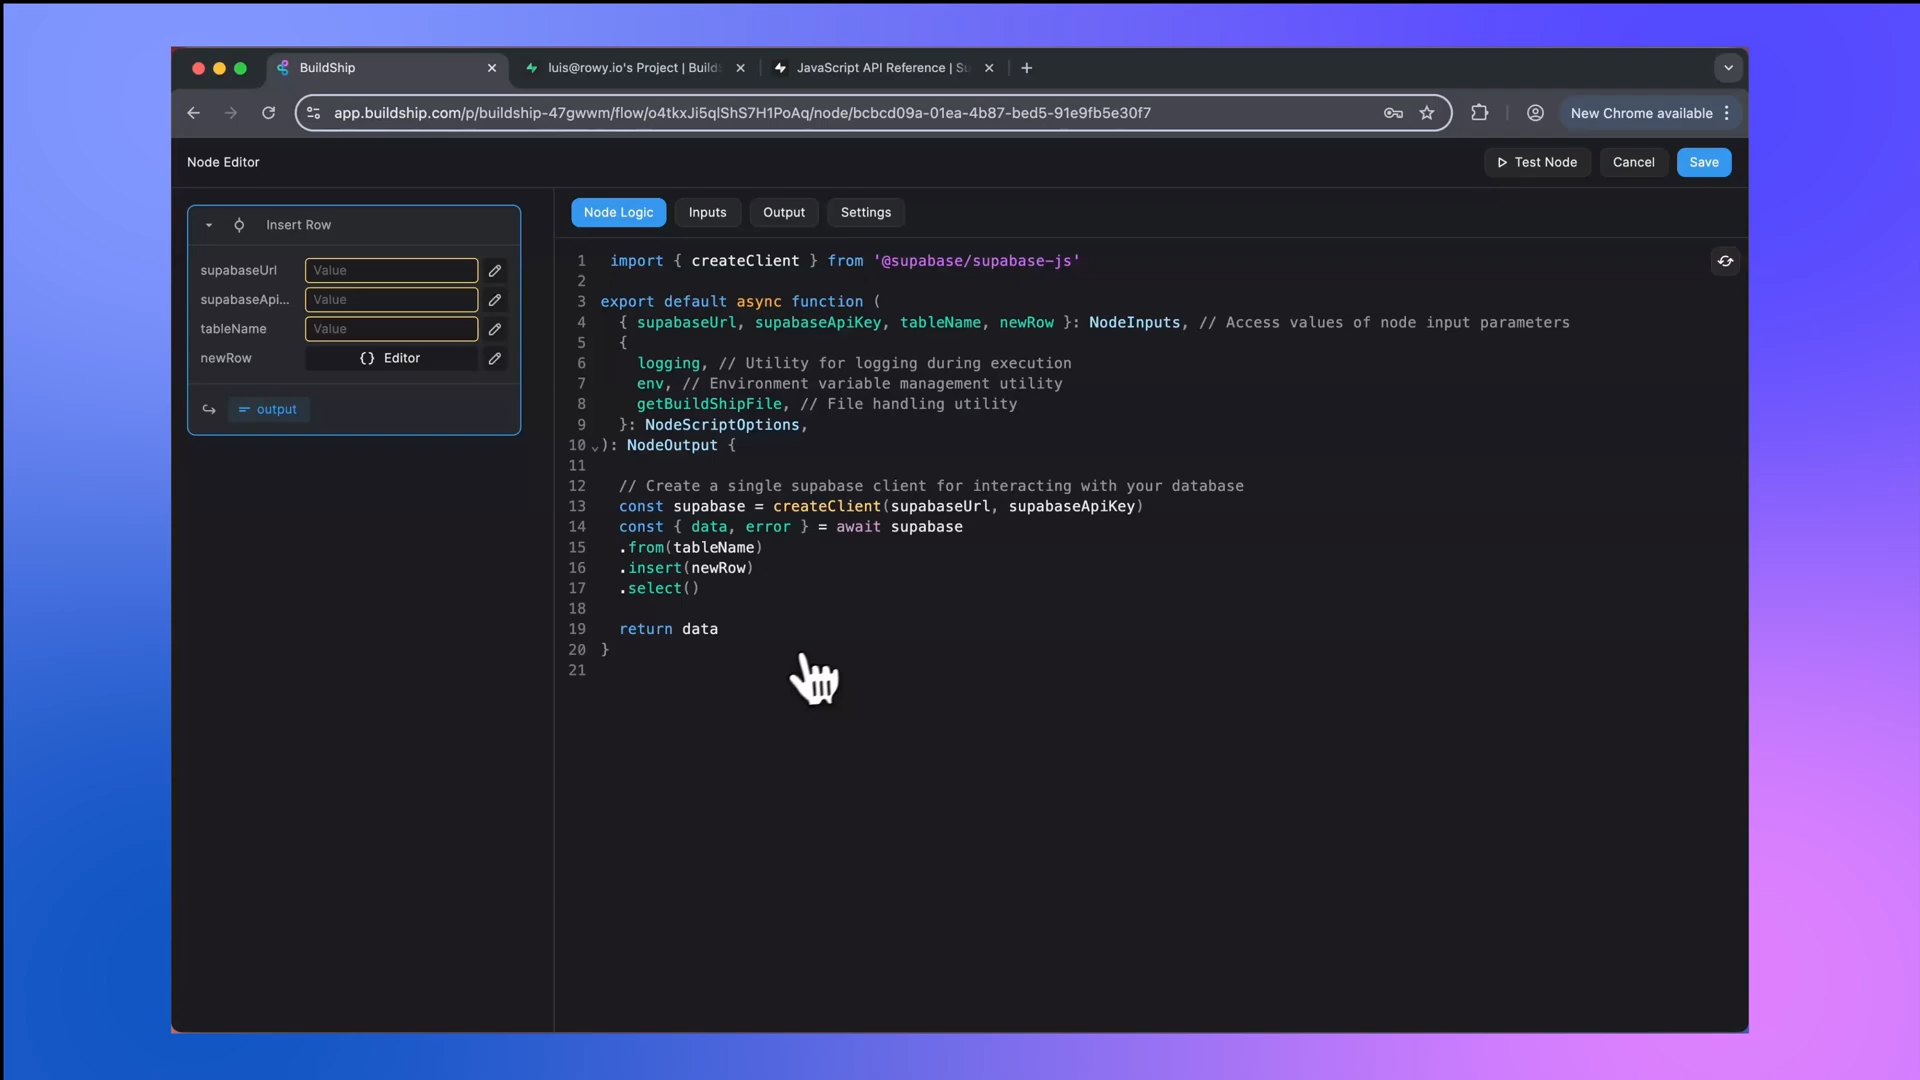 BuildShip
luis@rowy.io's Project | Build
JavaScript API Reference | Su
app.buildship.com/p/buildship-47gwwm/flow/o4tkxJi5qlShS7H1PoAq/node/bcbcd09a-01ea-4b87-bed5-91e9fb5e30f7
New Chrome available
Node Editor
Test Node
Cancel
Save
Insert Row
supabaseUrl
Value
supabaseApi...
Value
tableName
Value
newRow
{} Editor
output
Node Logic
Inputs
Output
Settings
1 import { createClient } from '@supabase/supabase-js'
2
3 export default async function (
4 { supabaseUrl, supabaseApiKey, tableName, newRow }: NodeInputs, // Access values of node input parameters
5 {
6 logging, // Utility for logging during execution
7 env, // Environment variable management utility
8 getBuildShipFile, // File handling utility
9 }: NodeScriptOptions,
10 ): NodeOutput {
11
12 // Create a single supabase client for interacting with your database
13 const supabase = createClient(supabaseUrl, supabaseApiKey)
14 const { data, error } = await supabase
15 .from(tableName)
16 .insert(newRow)
17 .select()
18
19 return data
20 }
21